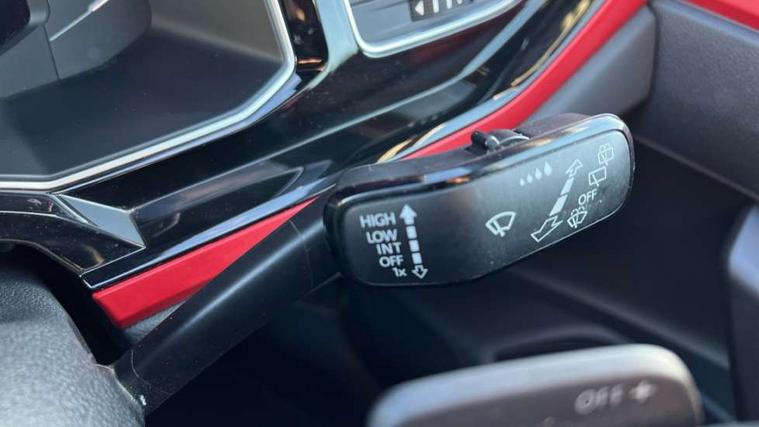 HIGH
LOW
INT
OFF
1x
OFF
OFF +